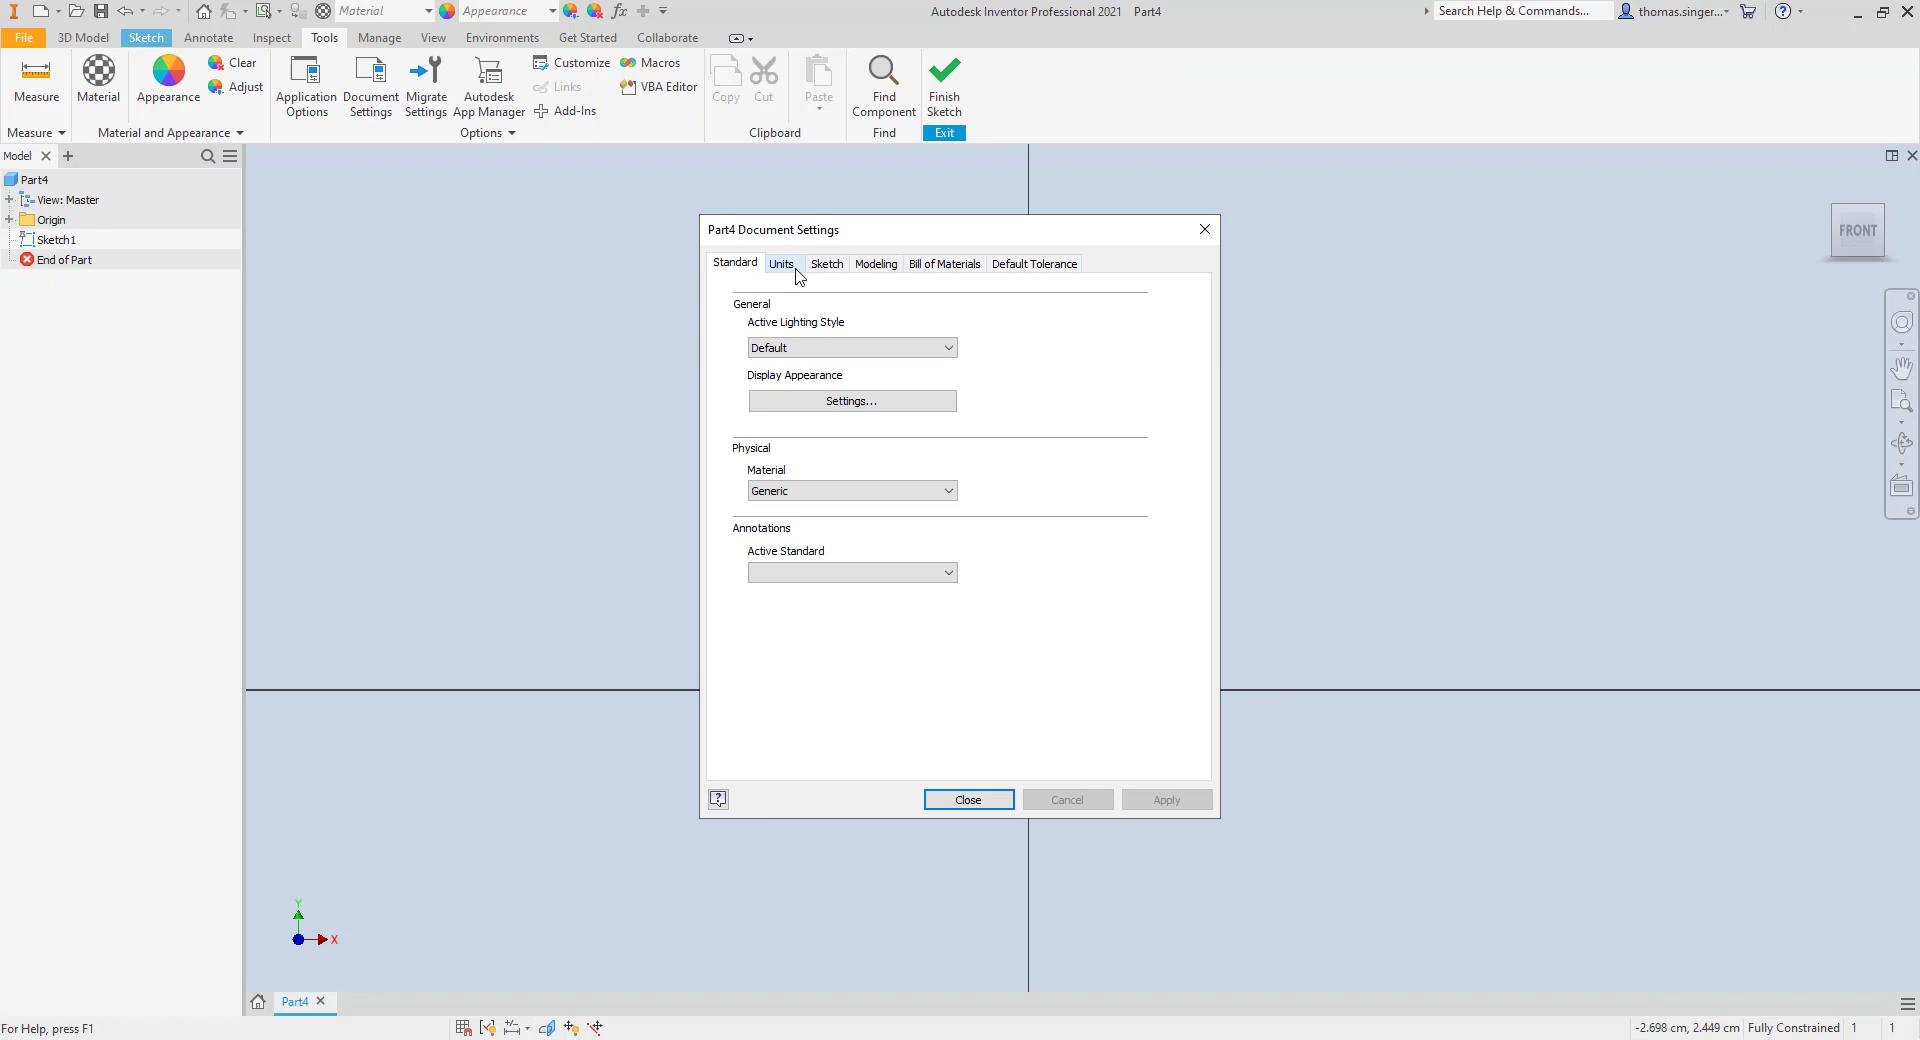 Material
Appearance
fx
Autodesk Inventor Professional 2021 Part4
Search Help & Commands...
thomas.singer...
File
3D Model
Sketch
Annotate
Inspect
Tools
Manage
View
Environments
Get Started
Collaborate
Measure
Material
Appearance
Clear
Adjust
Application
Options
Document
Settings
Migrate
Settings
Autodesk
App Manager
Customize
Links
Add-Ins
Macros
VBA Editor
Copy
Cut
Paste
Find
Component
Finish
Sketch
Measure
Material and Appearance
Options
Clipboard
Find
Exit
Model
Part4
View: Master
Origin
Sketch1
End of Part
FRONT
Part4 Document Settings
Standard
Units
Sketch
Modeling
Bill of Materials
Default Tolerance
General
Active Lighting Style
Default
Display Appearance
Settings...
Physical
Material
Generic
Annotations
Active Standard
Close
Cancel
Apply
Y
X
Part4
For Help, press F1
-2.698 cm, 2.449 cm
Fully Constrained
1
1